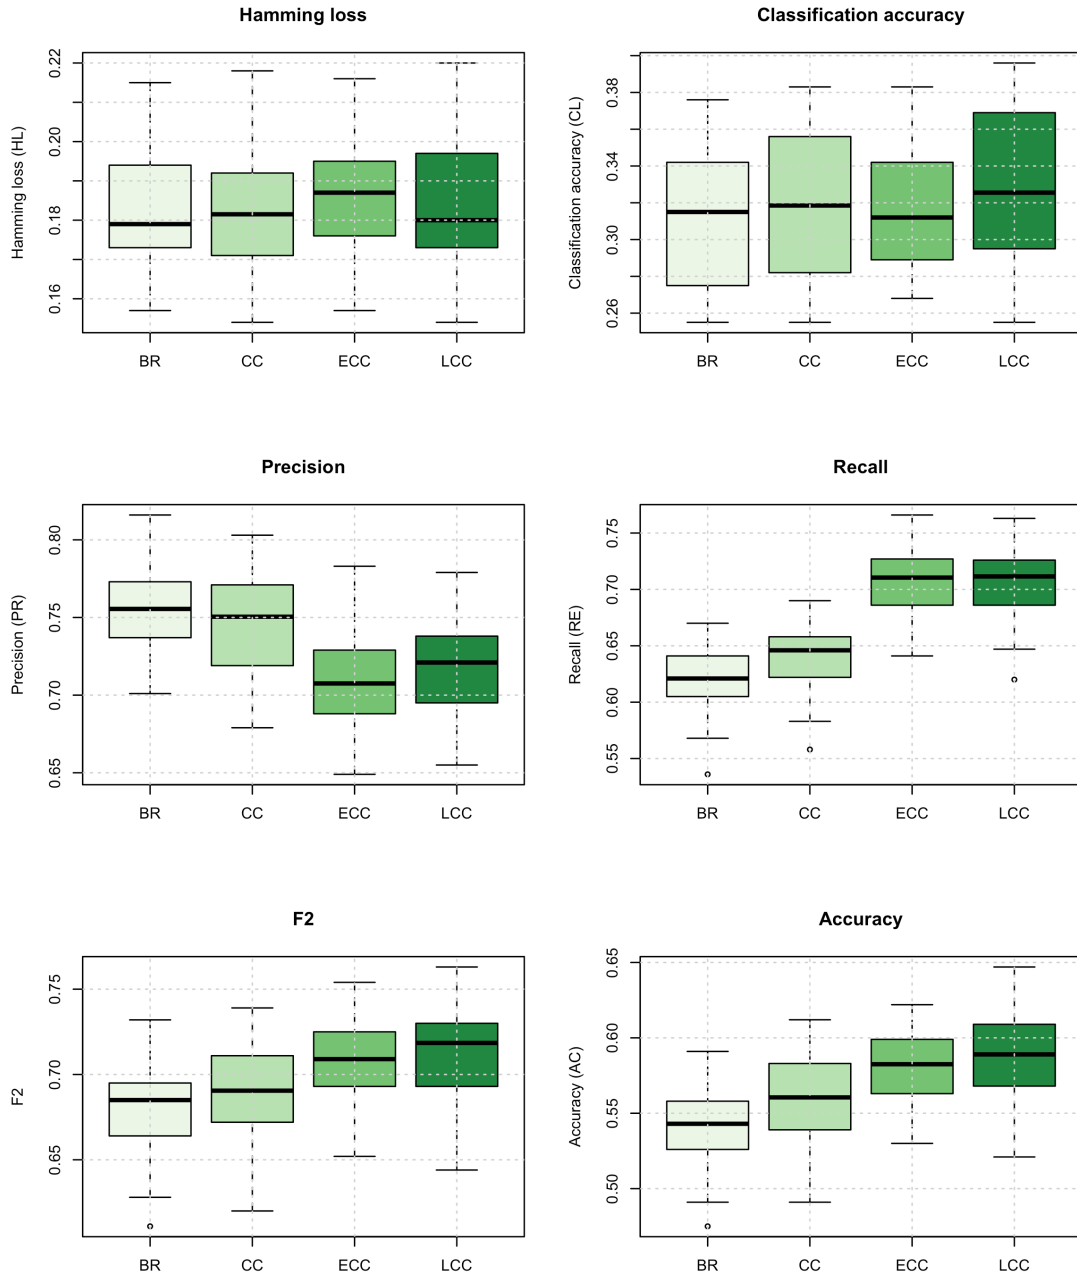 Hamming loss
Hamming loss (HL)
0.22
0.20
0.18
0.16
BR CC ECC LCC
Classification accuracy
Classification accuracy (CL)
0.38
0.34
0.30
0.26
BR CC ECC LCC
Precision
Precision (PR)
0.80
0.75
0.70
0.65
BR CC ECC LCC
Recall
Recall (RE)
0.75
0.70
0.65
0.60
0.55
BR CC ECC LCC
F2
F2
0.75
0.70
0.65
BR CC ECC LCC
Accuracy
Accuracy (AC)
0.65
0.60
0.55
0.50
BR CC ECC LCC